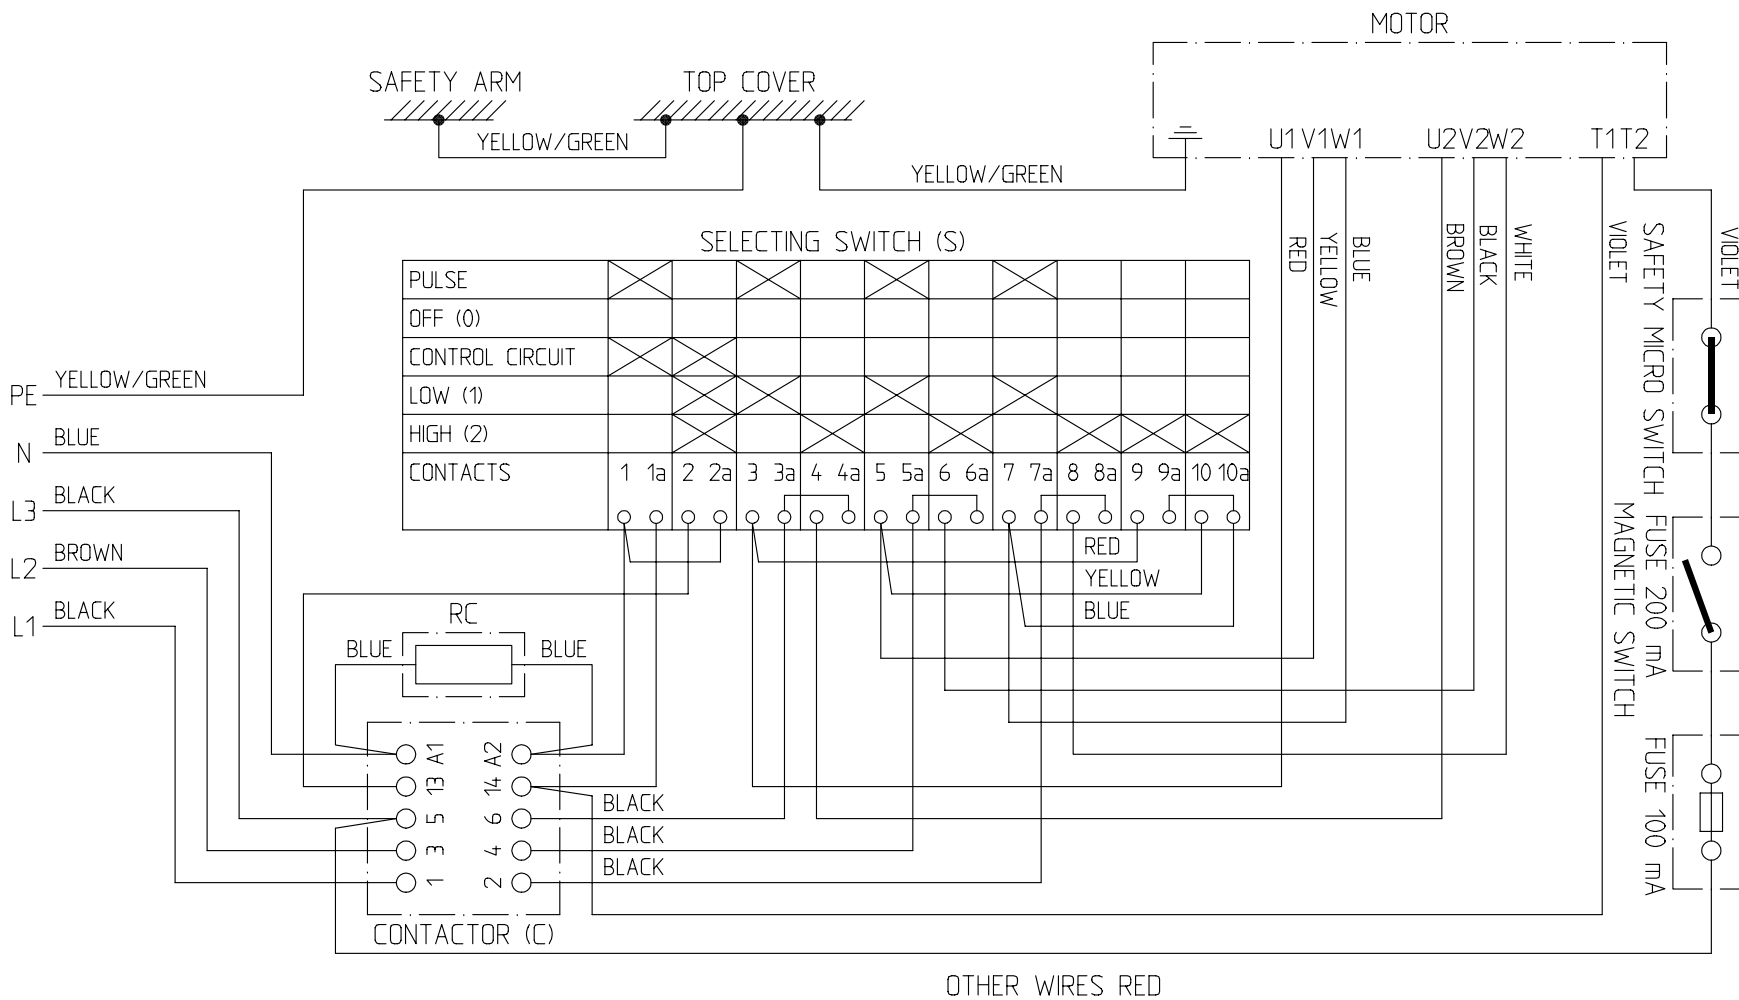 MOTOR
SAFETY ARM
TOP COVER
U1 V1 W1
U2 V2 W2
T1 T2
YELLOW/GREEN
YELLOW/GREEN
SELECTING SWITCH (S)
RED
YELLOW
BLUE
BROWN
BLACK
WHITE
VIOLET
VIOLET
SAFETY MICRO SWITCH
PULSE
OFF (0)
CONTROL CIRCUIT
LOW (1)
HIGH (2)
CONTACTS 1 1a 2 2a 3 3a 4 4a 5 5a 6 6a 7 7a 8 8a 9 9a 10 10a
PE YELLOW/GREEN
N BLUE
L3 BLACK
L2 BROWN
L1 BLACK
RED
YELLOW
BLUE
FUSE 200 mA
MAGNETIC SWITCH
FUSE 100 mA
RC
BLUE
BLUE
A1 A2
13 14
5 6
3 4
1 2
BLACK
BLACK
BLACK
CONTACTOR (C)
OTHER WIRES RED